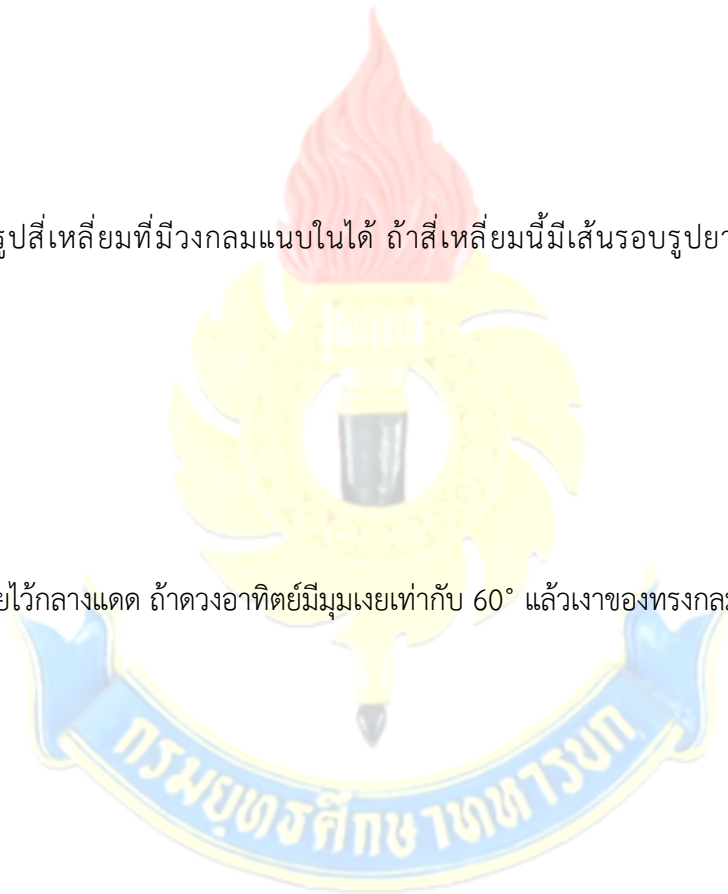 รูปสี่เหลี่ยมที่มีวงกลมแนบในได้ ถ้าสี่เหลี่ยมนี้มีเส้นรอบรูปยา
ยไว้กลางแดด ถ้าดวงอาทิตย์มีมุมเงยเท่ากับ 60° แล้วเงาของทรงกลม
กรมยุทธศึกษาทหารบก